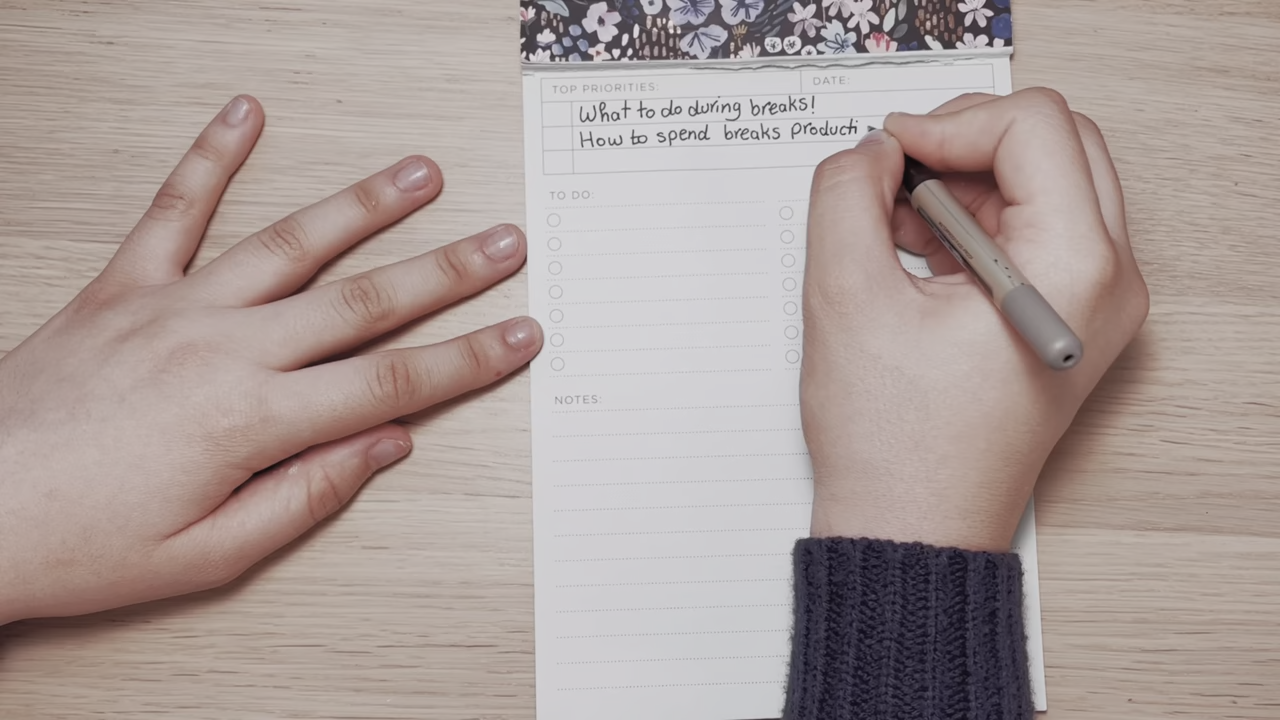 TOP PRIORITIES:
DATE:
What to do during breaks!
How to spend breaks producti
TO DO:
NOTES: